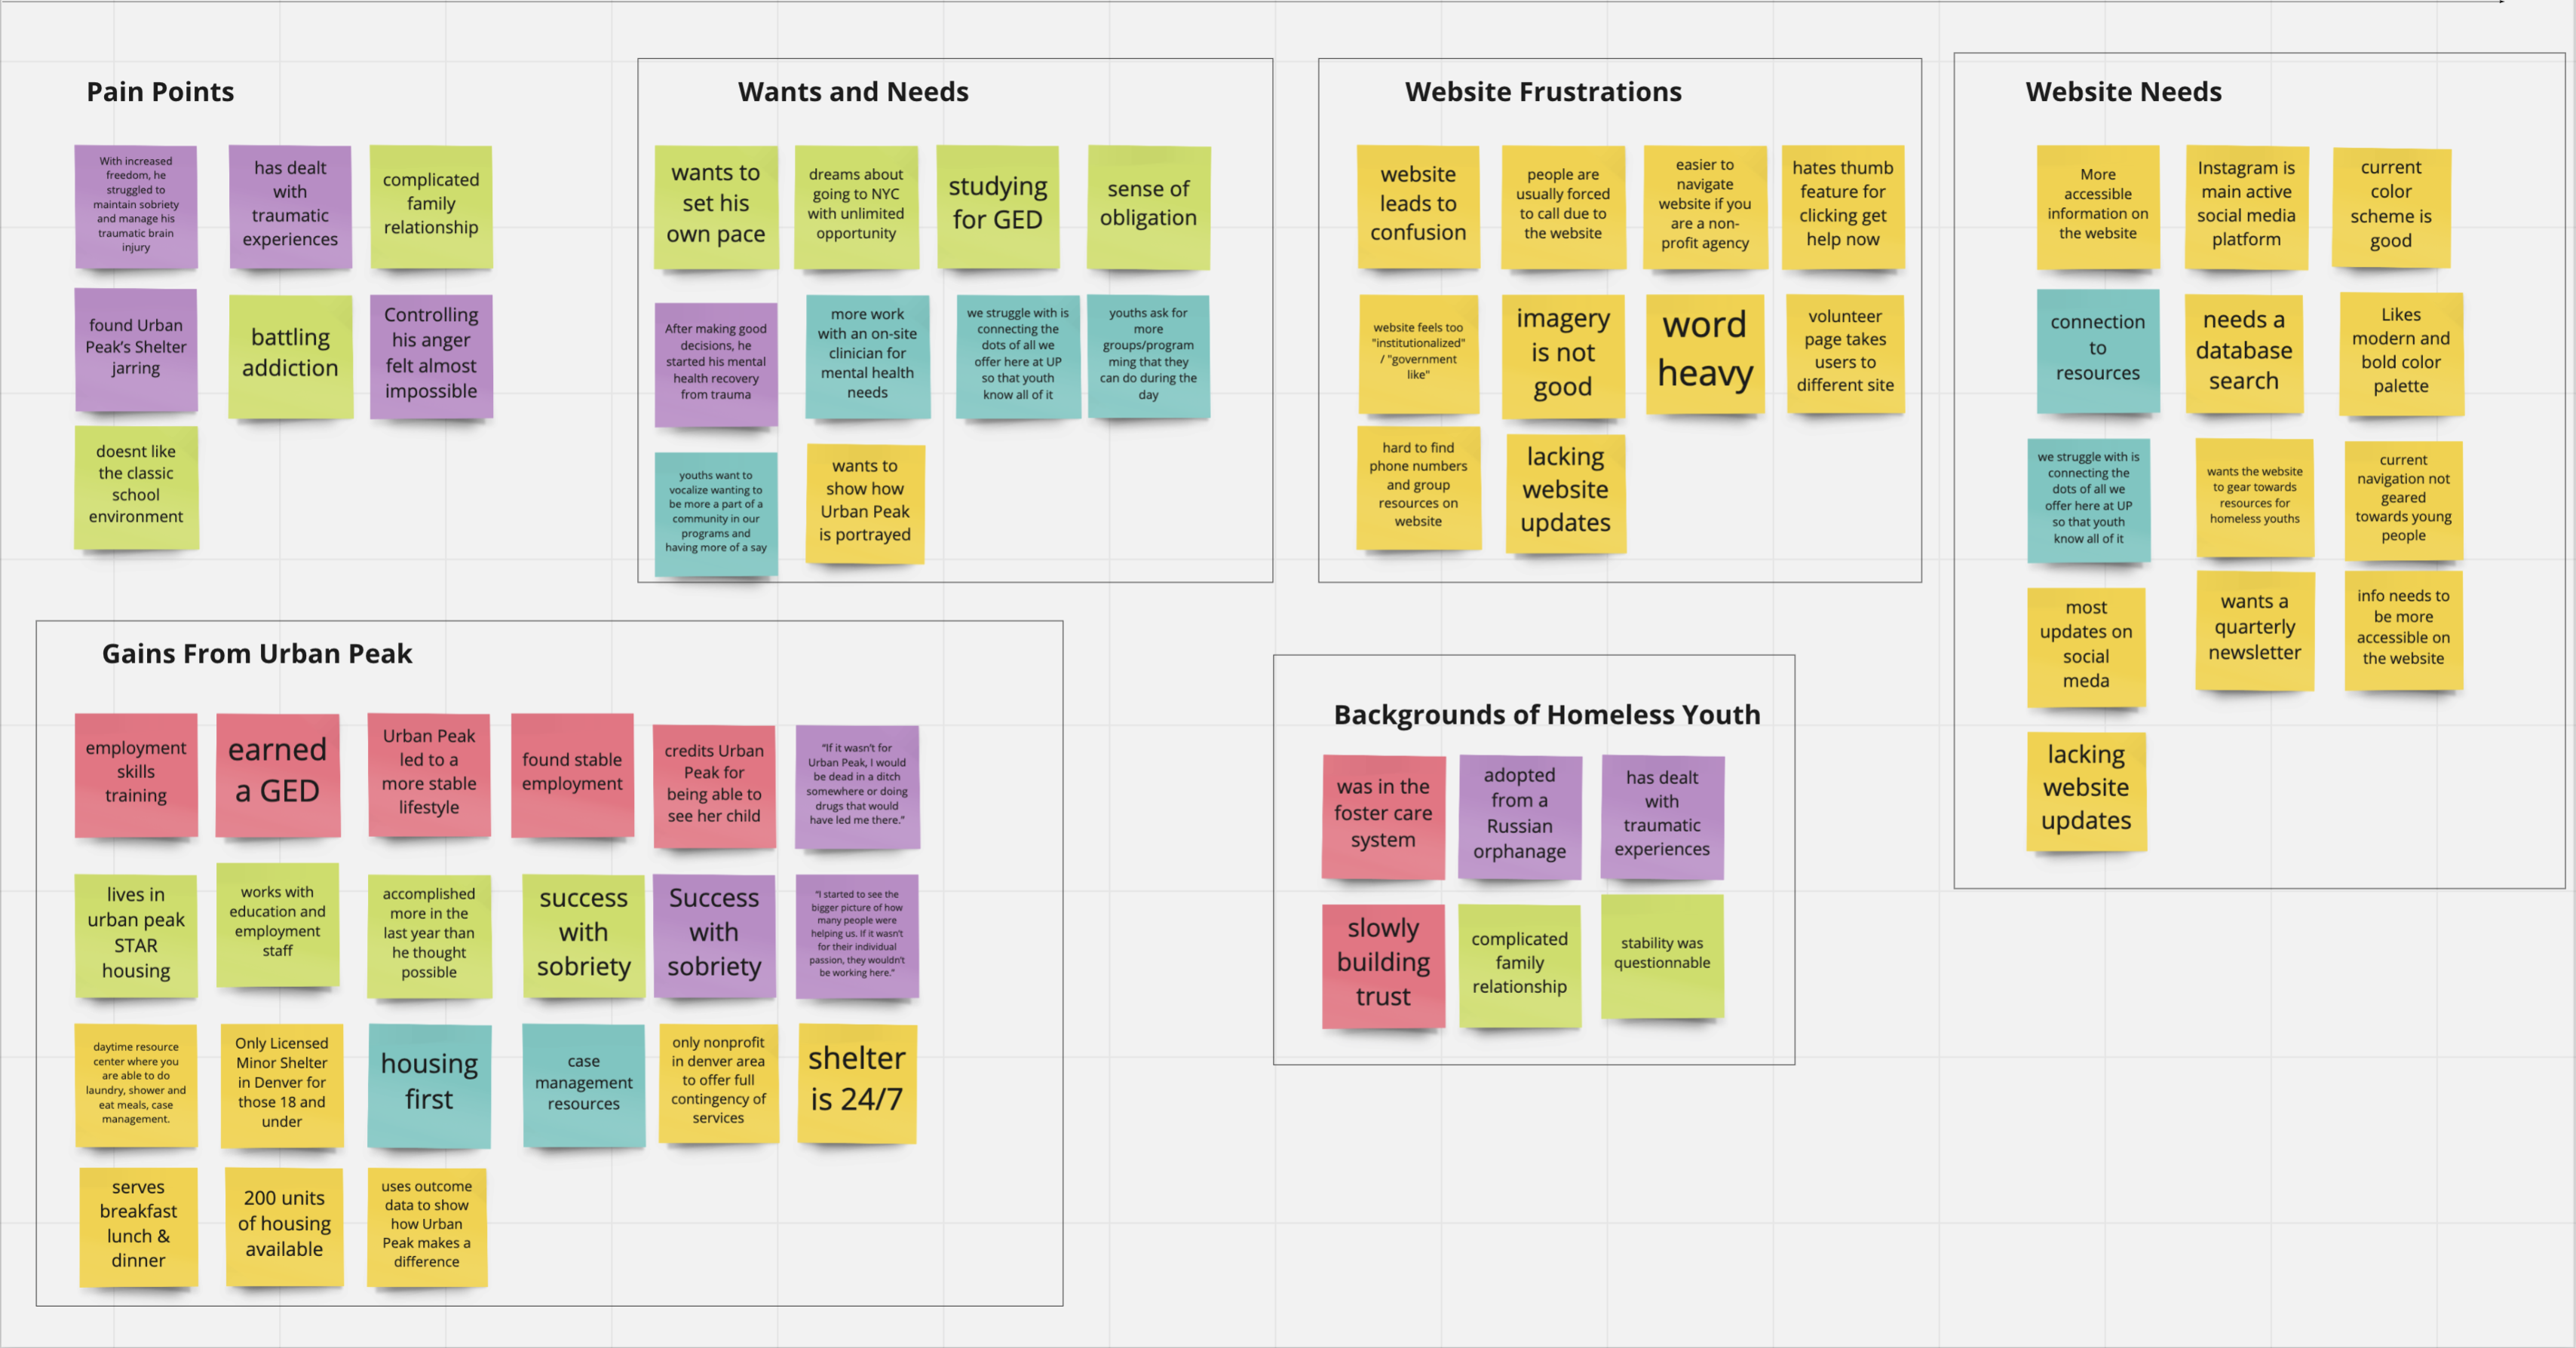 Pain Points
With increased
freedom, he
struggled to
maintain sobriety
and manage his
traumatic brain
injury
has dealt
with
traumatic
experiences
complicated
family
relationship
found Urban
Peak's Shelter
jarring
battling
addiction
Controlling
his anger
felt almost
impossible
doesnt like
the classic
school
environment
Wants and Needs
wants to
set his
own pace
dreams about
going to NYC
with unlimited
opportunity
studying
for GED
sense of
obligation
After making good
decisions, he
started his mental
health recovery
from trauma
more work
with an on-site
clinician for
mental health
needs
we struggle with is
connecting the
dots of all we
offer here at UP
so that youth
know all of it
youths ask for
more
groups/program
ming that they
can do during the
day
youths want to
vocalize wanting to
be more a part of a
community in our
programs and
having more of a say
wants to
show how
Urban Peak
is portrayed
Website Frustrations
website
leads to
confusion
people are
usually forced
to call due to
the website
easier to
navigate
website if you
are a non-
profit agency
hates thumb
feature for
clicking get
help now
website feels too
"institutionalized"
/ "government
like"
imagery
is not
good
word
heavy
volunteer
page takes
users to
different site
hard to find
phone numbers
and group
resources on
website
lacking
website
updates
Website Needs
More
accessible
information on
the website
Instagram is
main active
social media
platform
current
color
scheme is
good
connection
to
resources
needs a
database
search
Likes
modern and
bold color
palette
we struggle with is
connecting the
dots of all we
offer here at UP
so that youth
know all of it
wants the website
to gear towards
resources for
homeless youths
current
navigation not
geared
towards young
people
most
updates on
social
meda
wants a
quarterly
newsletter
info needs to
be more
accessible on
the website
lacking
website
updates
Gains From Urban Peak
employment
skills
training
earned
a GED
Urban Peak
led to a
more stable
lifestyle
found stable
employment
credits Urban
Peak for
being able to
see her child
"If it wasn't for
Urban Peak, I would
be dead in a ditch
somewhere or doing
drugs that would
have led me there."
lives in
urban peak
STAR
housing
works with
education and
employment
staff
accomplished
more in the
last year than
he thought
possible
success
with
sobriety
Success
with
sobriety
"I started to see the
bigger picture of how
many people were
helping us. If it wasn't
for their individual
passion, they wouldn't
be working here."
daytime resource
center where you
are able to do
laundry, shower and
eat meals, case
management.
Only Licensed
Minor Shelter
in Denver for
those 18 and
under
housing
first
case
management
resources
only nonprofit
in denver area
to offer full
contingency of
services
shelter
is 24/7
serves
breakfast
lunch &
dinner
200 units
of housing
available
uses outcome
data to show
how Urban
Peak makes a
difference
Backgrounds of Homeless Youth
was in the
foster care
system
adopted
from a
Russian
orphanage
has dealt
with
traumatic
experiences
slowly
building
trust
complicated
family
relationship
stability was
questionnable